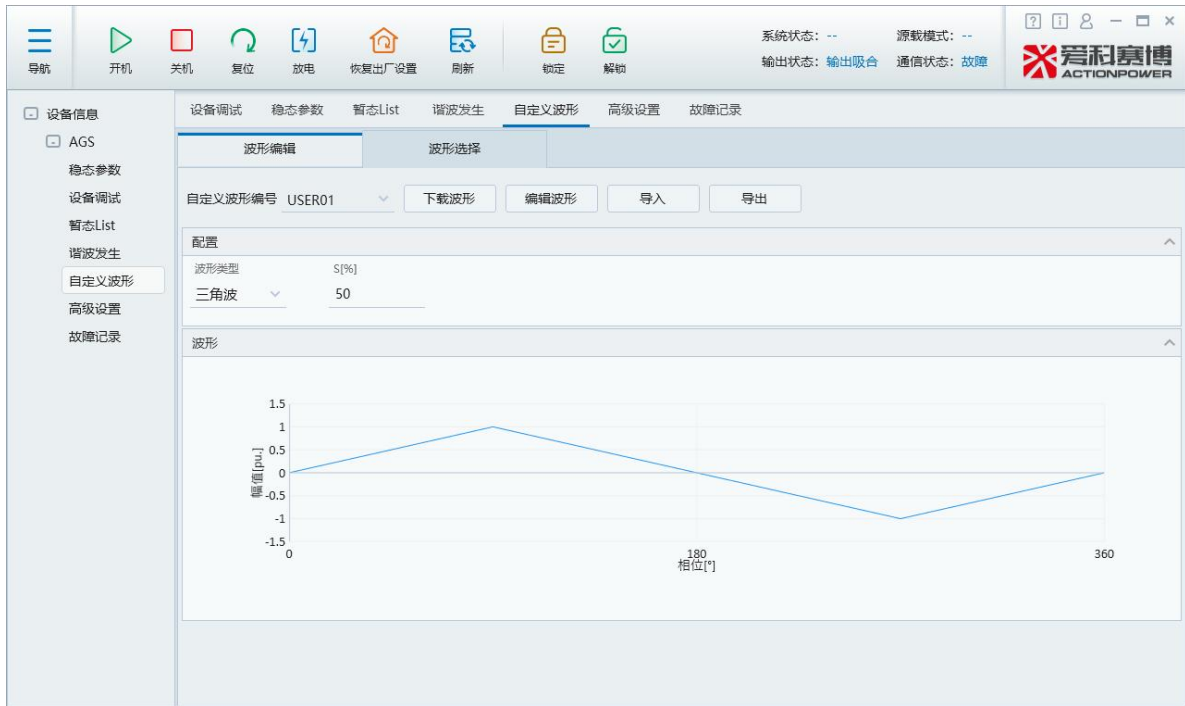 系统状态: -- 源载模式: --
导航 开机 关机 复位 放电 恢复出厂设置 刷新 锁定 解锁
输出状态: 输出吸合 通信状态: 故障
爱科赛博
ACTIONPOWER
设备信息
AGS
稳态参数
设备调试
暂态List
谐波发生
自定义波形
高级设置
故障记录
设备调试 稳态参数 暂态List 谐波发生 自定义波形 高级设置 故障记录
波形编辑 波形选择
自定义波形编号 USER01 下载波形 编辑波形 导入 导出
配置
波形类型 S[%]
三角波 50
波形
1.5
1
0.5
0
-0.5
-1
-1.5
幅值[pu.]
0 180 360
相位[°]